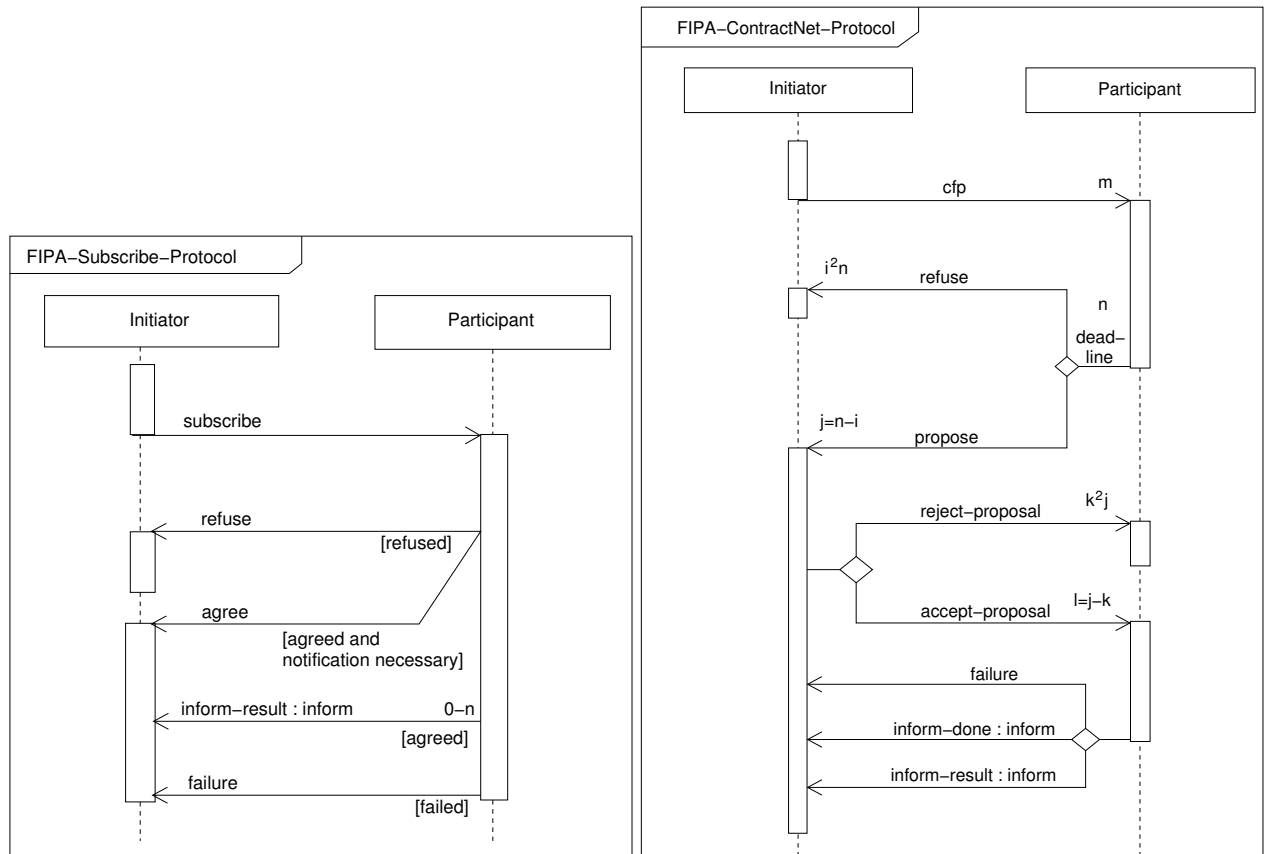 FIPA–Subscribe–Protocol
Initiator
Participant
subscribe
refuse
[refused]
agree
[agreed and
notification necessary]
inform–result : inform
0–n
[agreed]
failure
[failed]
FIPA–ContractNet–Protocol
Initiator
Participant
cfp
m
i²n
refuse
n
dead–
line
j=n–i
propose
reject–proposal
k²j
accept–proposal
l=j–k
failure
inform–done : inform
inform–result : inform